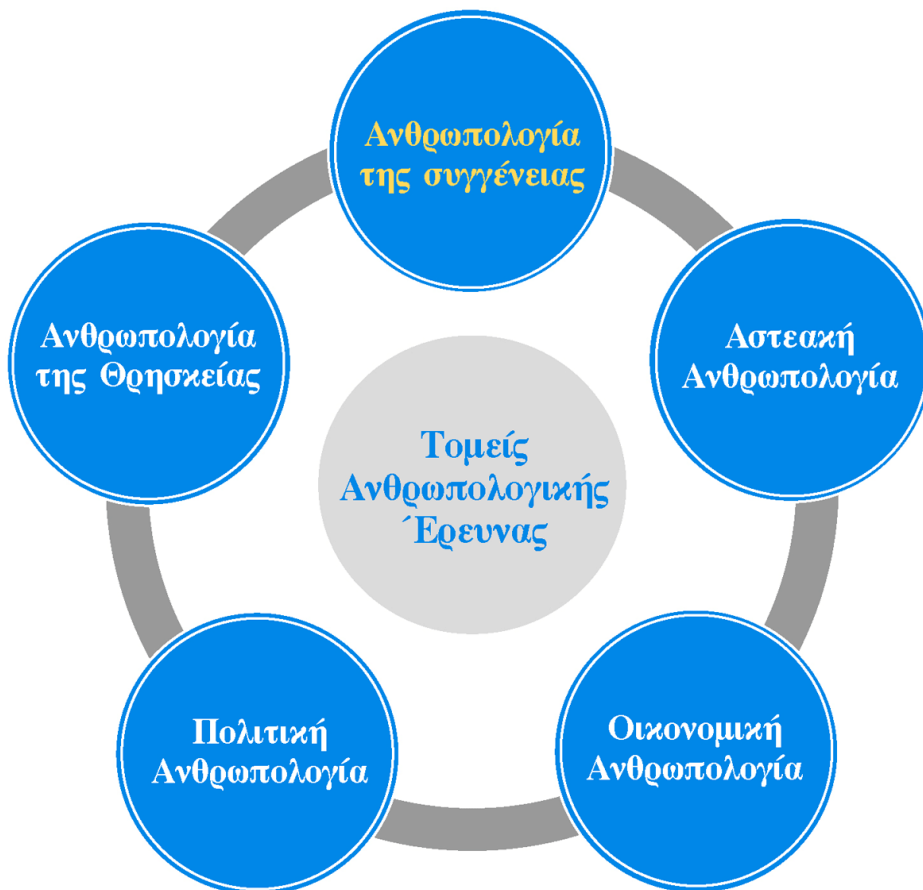 Ανθρωπολογία
της συγγένειας
Αστεακή
Ανθρωπολογία
Οικονομική
Ανθρωπολογία
Πολιτική
Ανθρωπολογία
Ανθρωπολογία
της Θρησκείας
Τομείς
Ανθρωπολογικής
Έρευνας